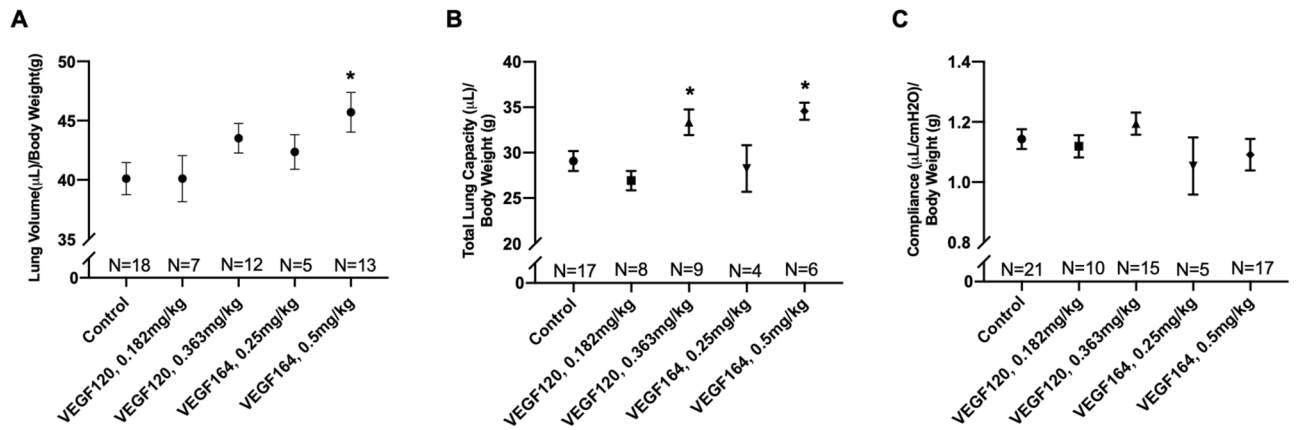 A
Lung Volume(μL)/Body Weight(g)
50
45
40
35
0
*
N=18 N=7 N=12 N=5 N=13
Control
VEGF120, 0.182mg/kg
VEGF120, 0.363mg/kg
VEGF164, 0.25mg/kg
VEGF164, 0.5mg/kg
B
Total Lung Capacity (μL)/
Body Weight (g)
40
35
30
25
20
0
* *
N=17 N=8 N=9 N=4 N=6
Control
VEGF120, 0.182mg/kg
VEGF120, 0.363mg/kg
VEGF164, 0.25mg/kg
VEGF164, 0.5mg/kg
C
Compliance (μL/cmH2O)/
Body Weight (g)
1.4
1.2
1.0
0.8
0
N=21 N=10 N=15 N=5 N=17
Control
VEGF120, 0.182mg/kg
VEGF120, 0.363mg/kg
VEGF164, 0.25mg/kg
VEGF164, 0.5mg/kg